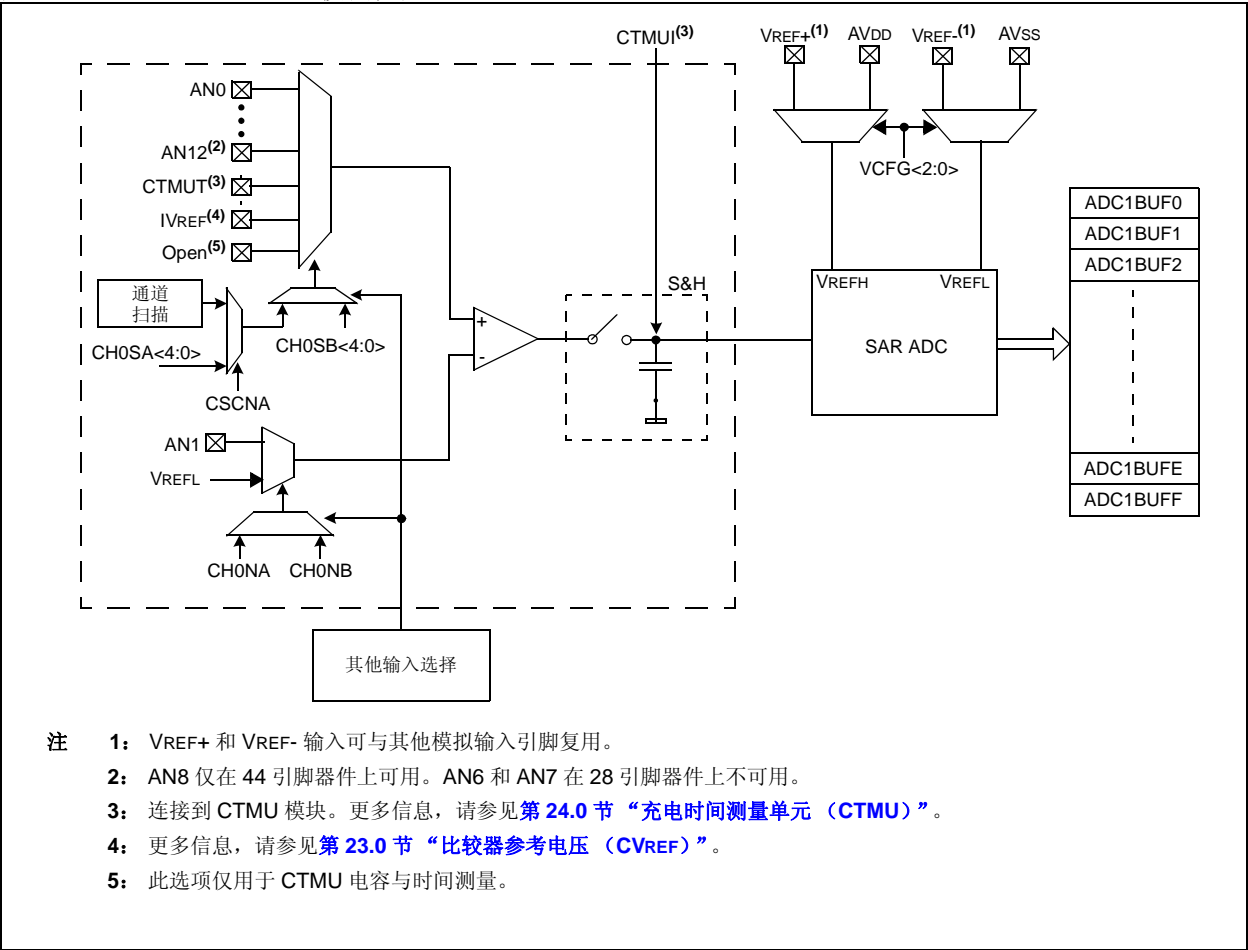 CTMUI(3)
VREF+(1) AVDD VREF-(1) AVSS
AN0
AN12(2)
CTMUT(3)
IVREF(4)
Open(5)
VCFG<2:0>
ADC1BUF0
ADC1BUF1
ADC1BUF2
通道
扫描
S&H
VREFH VREFL
CH0SA<4:0>
CH0SB<4:0>
+
-
SAR ADC
CSCNA
AN1
VREFL
ADC1BUFE
ADC1BUFF
CH0NA CH0NB
其他输入选择
注 1: VREF+ 和 VREF- 输入可与其他模拟输入引脚复用。
2: AN8 仅在 44 引脚器件上可用。AN6 和 AN7 在 28 引脚器件上不可用。
3: 连接到 CTMU 模块。更多信息，请参见第 24.0 节 “充电时间测量单元 （CTMU）”。
4: 更多信息，请参见第 23.0 节 “比较器参考电压 （CVREF）”。
5: 此选项仅用于 CTMU 电容与时间测量。